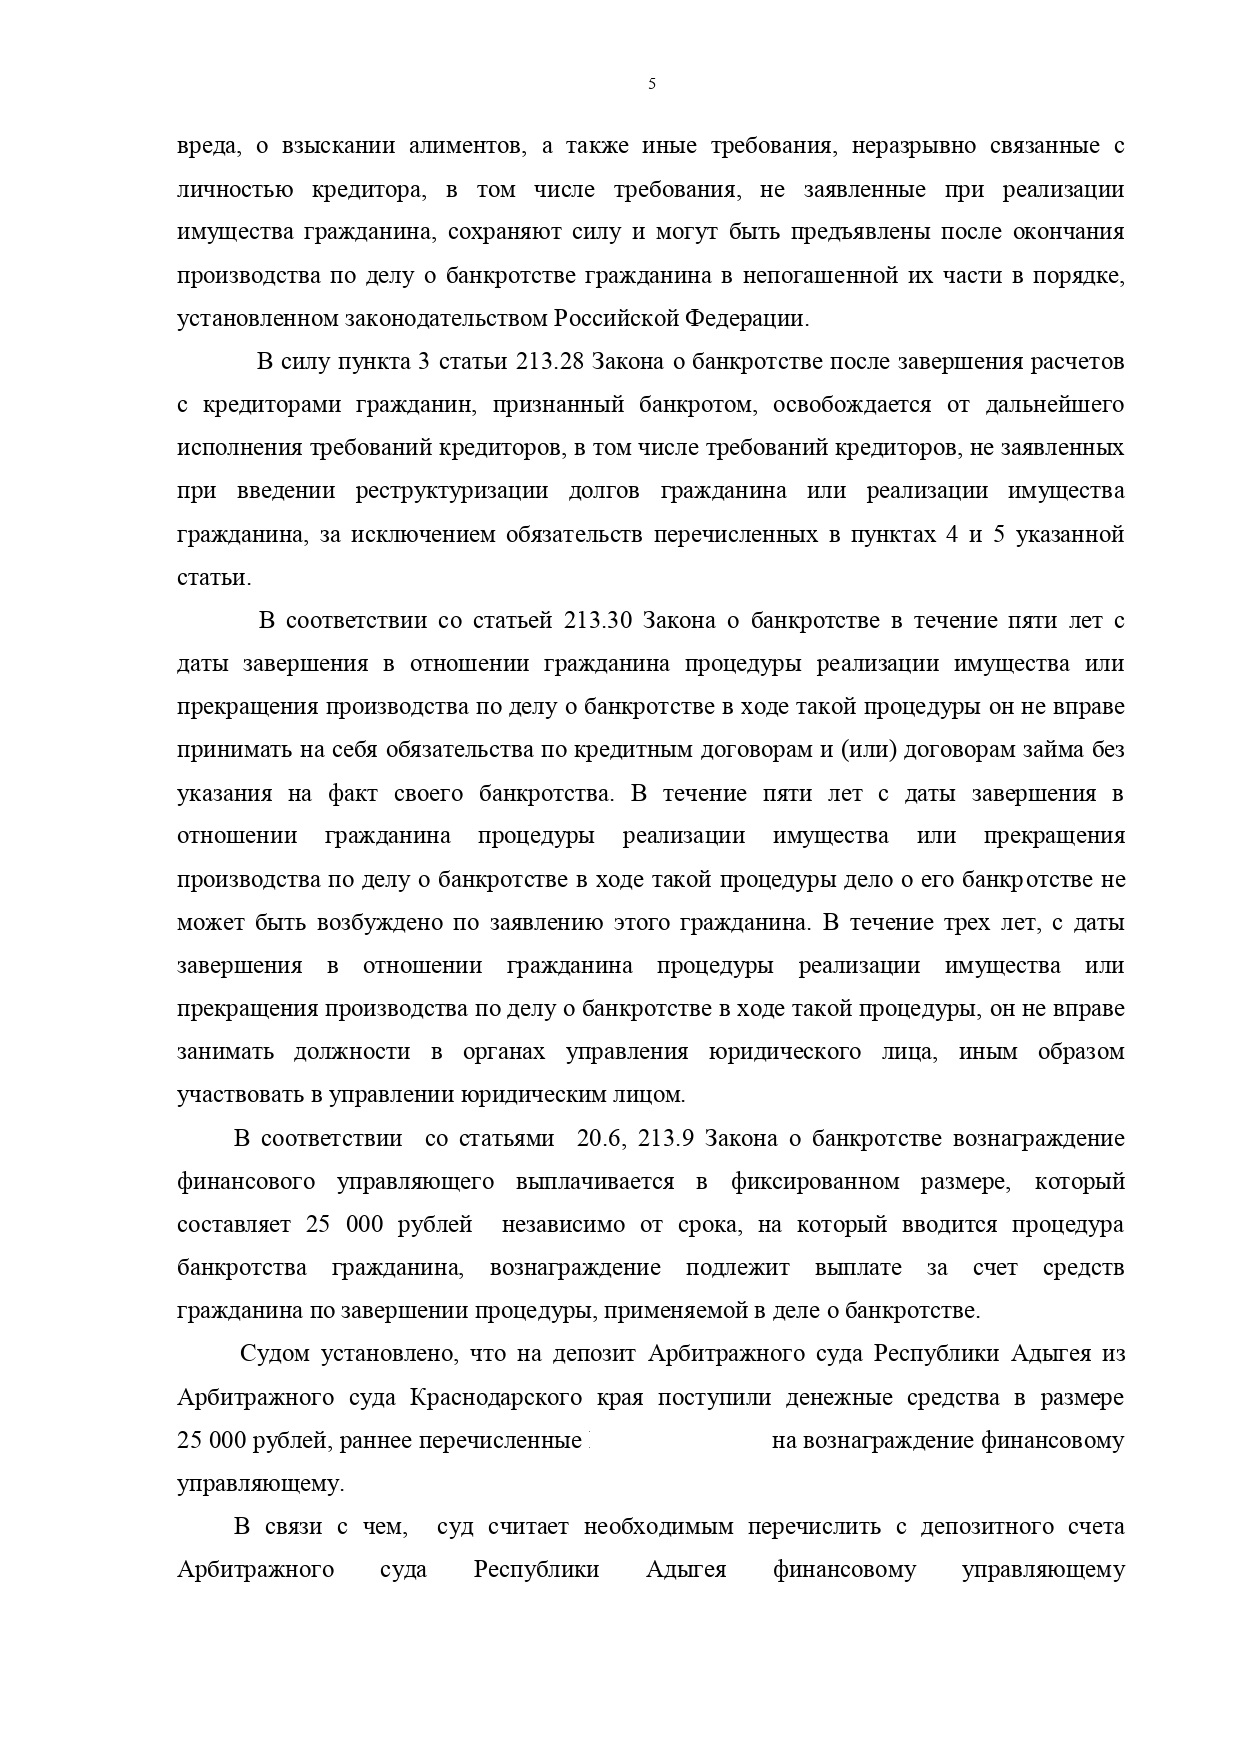 5
вреда, о взыскании алиментов, а также иные требования, неразрывно связанные с
личностью кредитора, в том числе требования, не заявленные при реализации
имущества гражданина, сохраняют силу и могут быть предъявлены после окончания
производства по делу о банкротстве гражданина в непогашенной их части в порядке,
установленном законодательством Российской Федерации.
В силу пункта 3 статьи 213.28 Закона о банкротстве после завершения расчетов
с кредиторами гражданин, признанный банкротом, освобождается от дальнейшего
исполнения требований кредиторов, в том числе требований кредиторов, не заявленных
при введении реструктуризации долгов гражданина или реализации имущества
гражданина, за исключением обязательств перечисленных в пунктах 4 и 5 указанной
статьи.
В соответствии со статьей 213.30 Закона о банкротстве в течение пяти лет с
даты завершения в отношении гражданина процедуры реализации имущества или
прекращения производства по делу о банкротстве в ходе такой процедуры он не вправе
принимать на себя обязательства по кредитным договорам и (или) договорам займа без
указания на факт своего банкротства. В течение пяти лет с даты завершения в
отношении гражданина процедуры реализации имущества или прекращения
производства по делу о банкротстве в ходе такой процедуры дело о его банкротстве не
может быть возбуждено по заявлению этого гражданина. В течение трех лет, с даты
завершения в отношении гражданина процедуры реализации имущества или
прекращения производства по делу о банкротстве в ходе такой процедуры, он не вправе
занимать должности в органах управления юридического лица, иным образом
участвовать в управлении юридическим лицом.
В соответствии со статьями 20.6, 213.9 Закона о банкротстве вознаграждение
финансового управляющего выплачивается в фиксированном размере, который
составляет 25 000 рублей независимо от срока, на который вводится процедура
банкротства гражданина, вознаграждение подлежит выплате за счет средств
гражданина по завершении процедуры, применяемой в деле о банкротстве.
Судом установлено, что на депозит Арбитражного суда Республики Адыгея из
Арбитражного суда Краснодарского края поступили денежные средства в размере
25 000 рублей, раннее перечисленные на вознаграждение финансовому
управляющему.
В связи с чем, суд считает необходимым перечислить с депозитного счета
Арбитражного суда Республики Адыгея финансовому управляющему